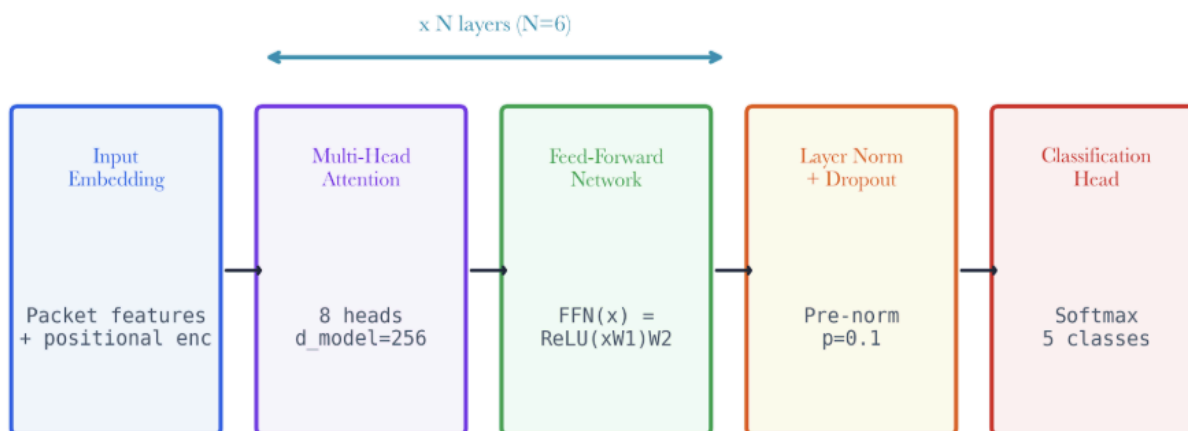 x N layers (N=6)
Input
Embedding
Packet features
+ positional enc
Multi-Head
Attention
8 heads
d_model=256
Feed-Forward
Network
FFN(x) =
ReLU(xW1)W2
Layer Norm
+ Dropout
Pre-norm
p=0.1
Classification
Head
Softmax
5 classes